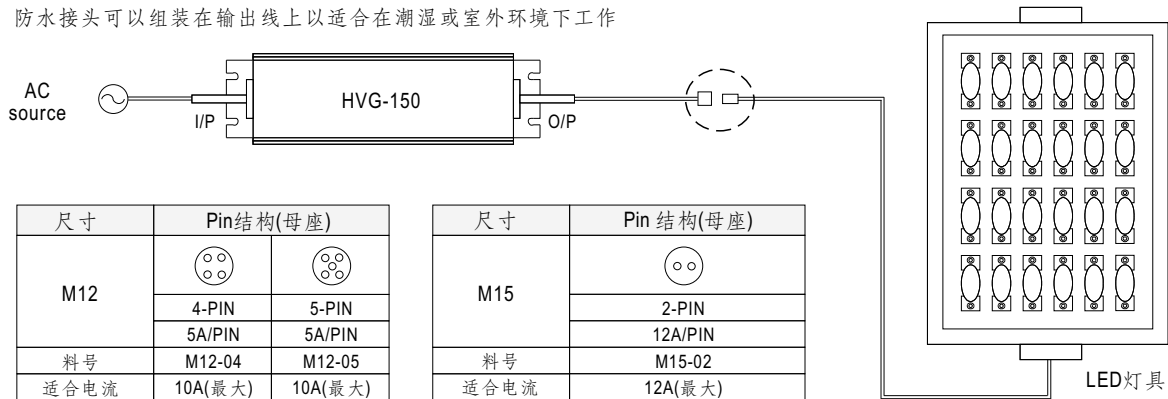 防水接头可以组装在输出线上以适合在潮湿或室外环境下工作
AC
source
I/P
HVG-150
O/P
尺寸 Pin结构(母座)
M12
4-PIN 5-PIN
5A/PIN 5A/PIN
料号 M12-04 M12-05
适合电流 10A(最大) 10A(最大)
尺寸 Pin 结构(母座)
M15
2-PIN
12A/PIN
料号 M15-02
适合电流 12A(最大)
LED灯具